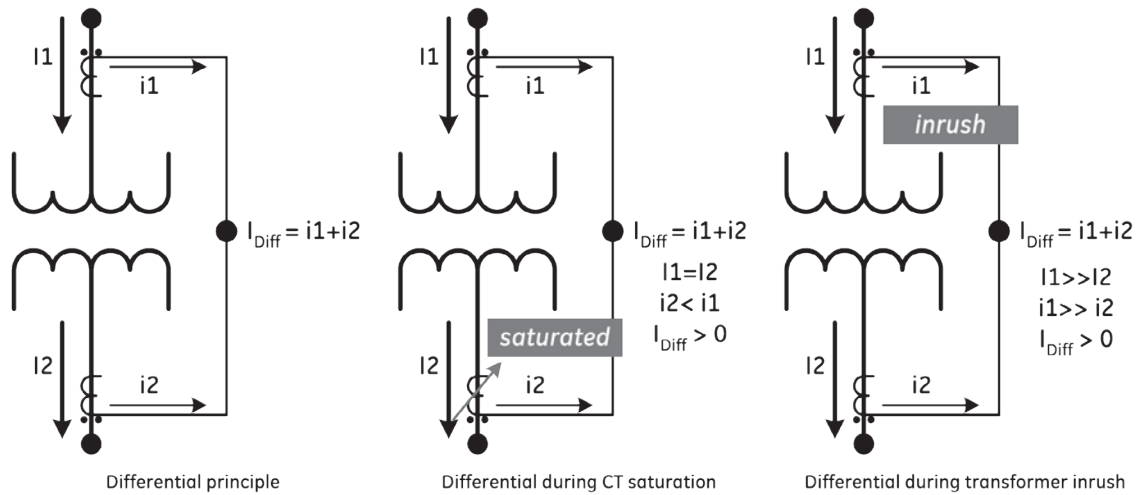 I1
i1
I2
i2
I_Diff = i1+i2
Differential principle
I1
i1
I_Diff = i1+i2
I1=I2
i2< i1
I_Diff > 0
saturated
I2
i2
Differential during CT saturation
I1
i1
inrush
I_Diff = i1+i2
I1>>I2
i1>> i2
I_Diff > 0
I2
i2
Differential during transformer inrush